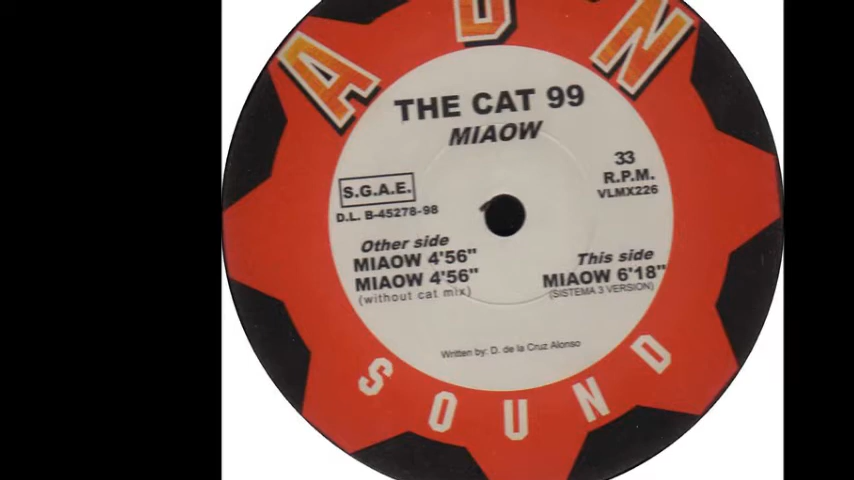 ADN
THE CAT 99
MIAOW
S.G.A.E.
D.L. B-45278-98
33
R.P.M.
VLMX226
Other side
MIAOW 4'56"
MIAOW 4'56"
(without cat mix)
This side
MIAOW 6'18"
(SISTEMA 3 VERSION)
Written by: D. de la Cruz Alonso
SOUND